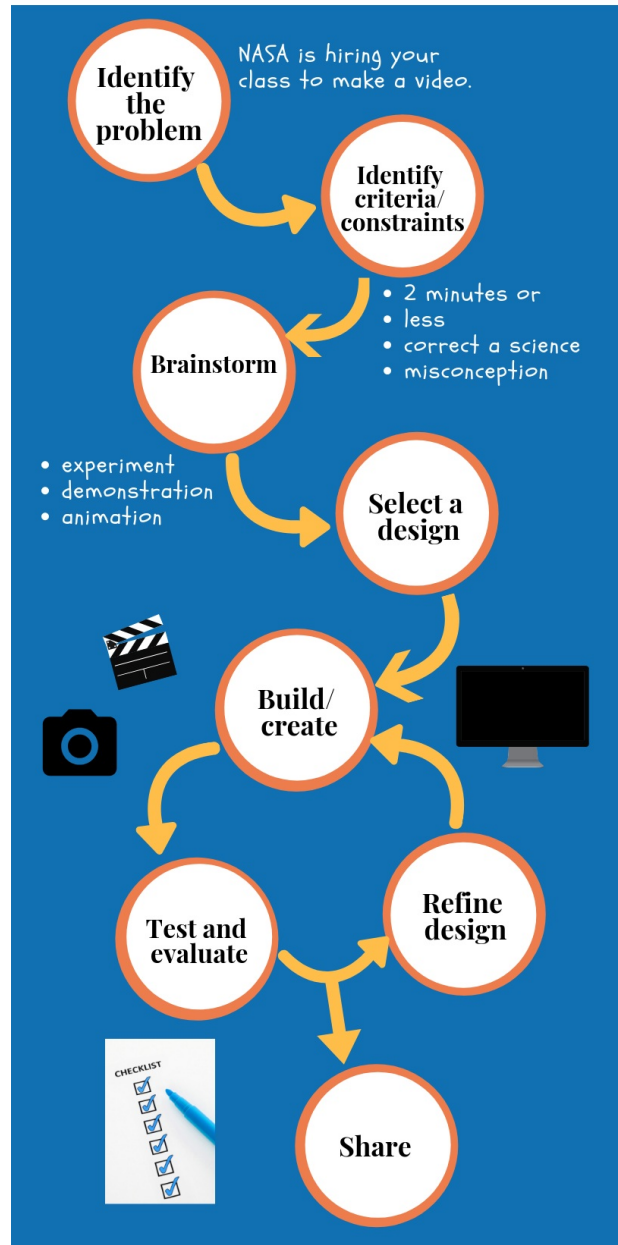 Identify
the
problem
NASA is hiring your
class to make a video.
Identify
criteria/
constraints
• 2 minutes or
• less
• correct a science
• misconception
Brainstorm
• experiment
• demonstration
• animation
Select a
design
Build/
create
Test and
evaluate
Refine
design
CHECKLIST
Share